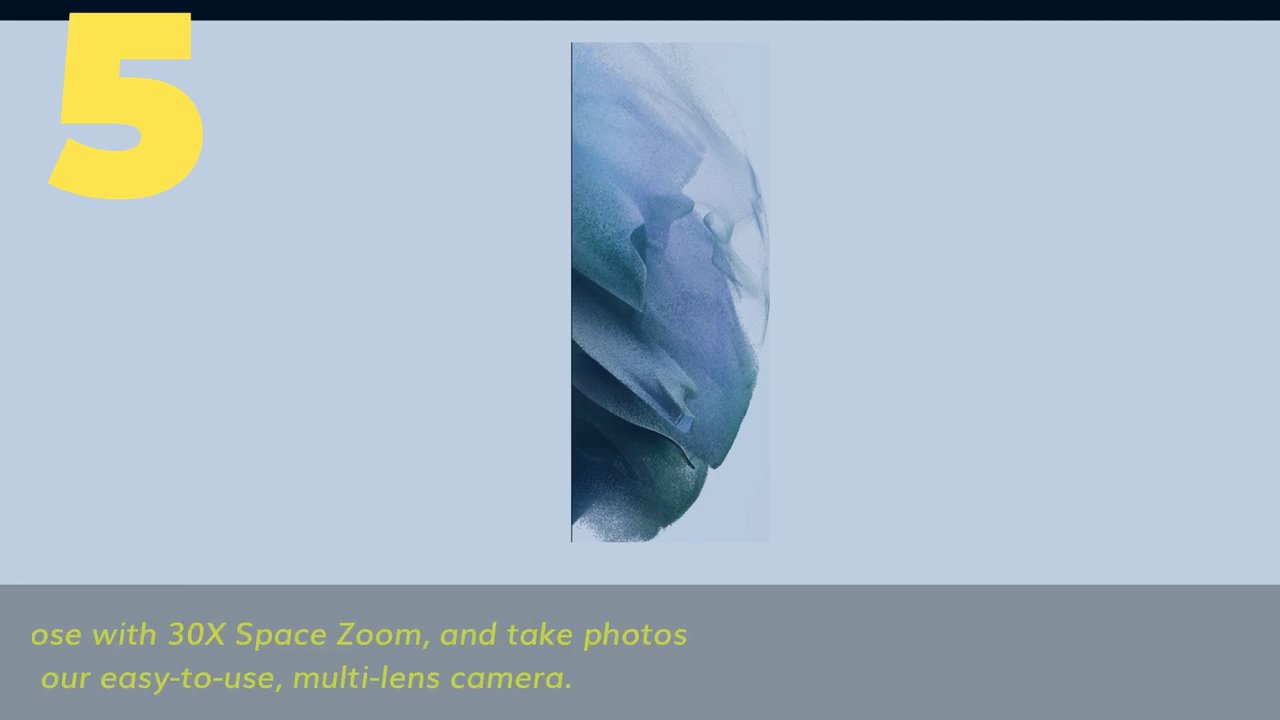 5
ose with 30X Space Zoom, and take photos
our easy-to-use, multi-lens camera.